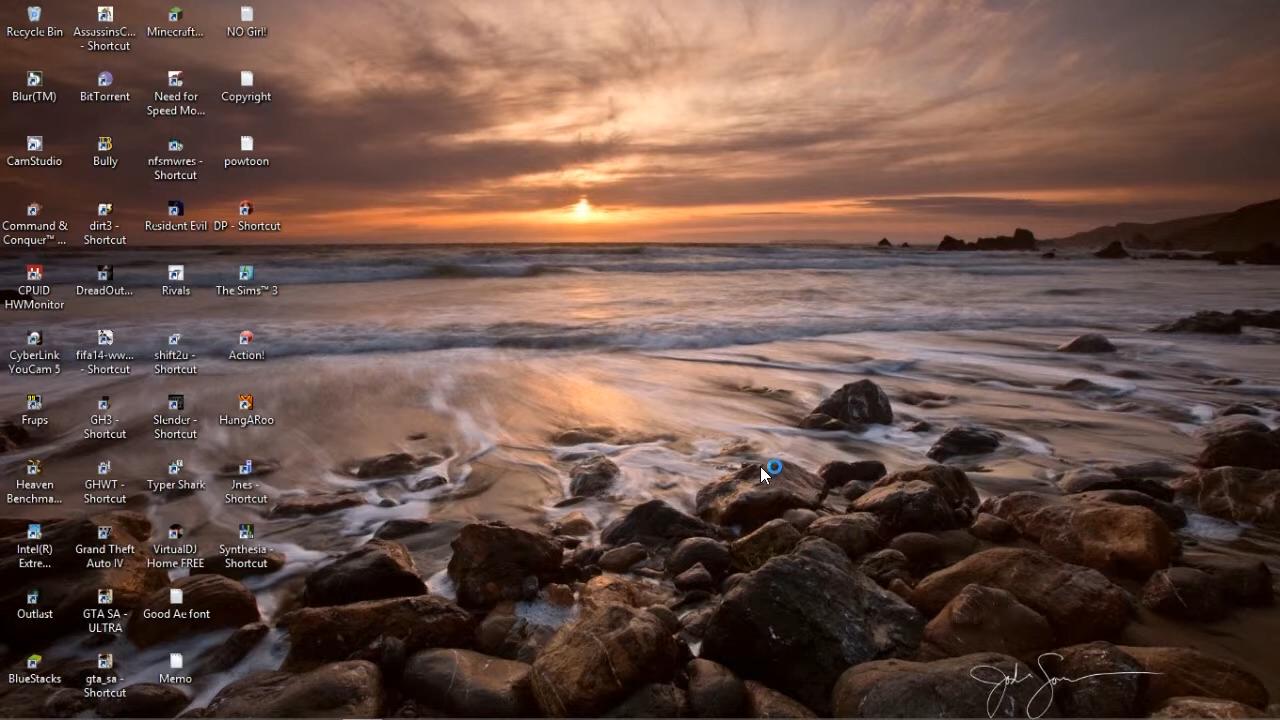 Recycle Bin
AssassinsC...
- Shortcut
Minecraft...
NO Girl!
Blur(TM)
BitTorrent
Need for
Speed Mo...
Copyright
CamStudio
Bully
nfsmwres -
Shortcut
powtoon
Command &
Conquer™ ...
dirt3 -
Shortcut
Resident Evil
DP - Shortcut
CPUID
HWMonitor
DreadOut...
Rivals
The Sims™ 3
CyberLink
YouCam 5
fifa14-ww...
- Shortcut
shift2u -
Shortcut
Action!
Fraps
GH3 -
Shortcut
Slender -
Shortcut
HangARoo
Heaven
Benchma...
GHWT -
Shortcut
Typer Shark
Jnes -
Shortcut
Intel(R)
Extre...
Grand Theft
Auto IV
VirtualDJ
Home FREE
Synthesia -
Shortcut
Outlast
GTA SA -
ULTRA
Good Ae font
BlueStacks
gta_sa -
Shortcut
Memo